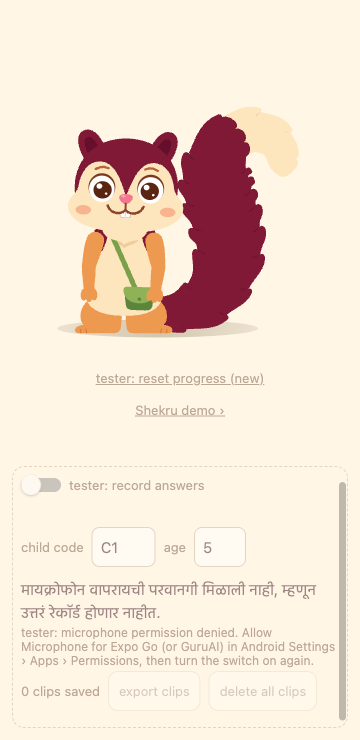 tester: reset progress (new)
Shekru demo ›
tester: record answers
child code C1 age 5
मायक्रोफोन वापरायची परवानगी मिळाली नाही, म्हणून
उत्तरं रेकॉर्ड होणार नाहीत.
tester: microphone permission denied. Allow
Microphone for Expo Go (or GuruAI) in Android Settings
› Apps › Permissions, then turn the switch on again.
0 clips saved export clips delete all clips